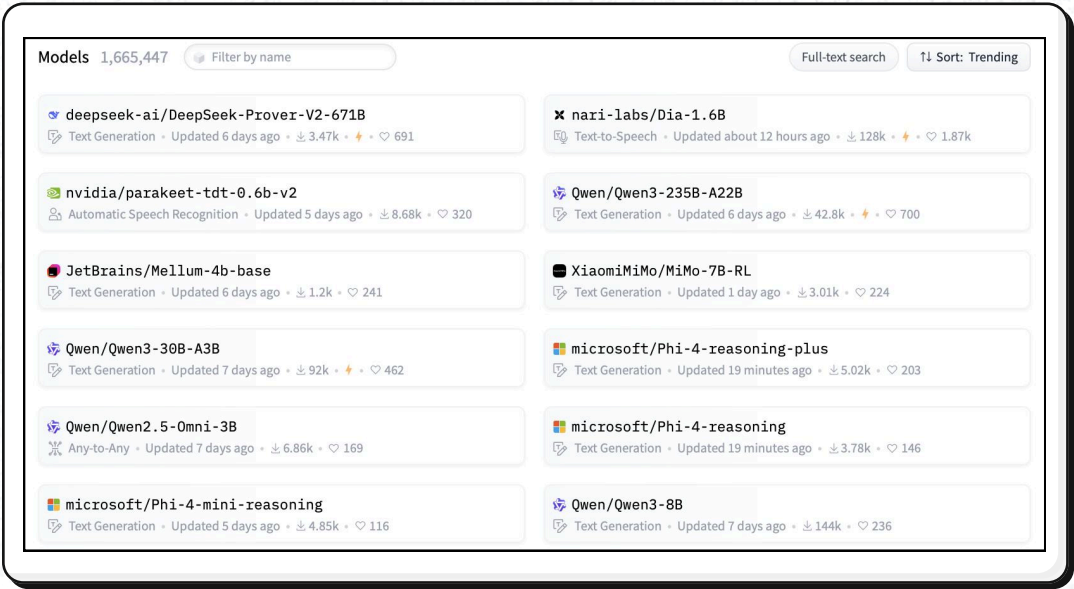 Models 1,665,447 Filter by name Full-text search Sort: Trending
deepseek-ai/DeepSeek-Prover-V2-671B
Text Generation • Updated 6 days ago • 3.47k • 691
nari-labs/Dia-1.6B
Text-to-Speech • Updated about 12 hours ago • 128k • 1.87k
nvidia/parakeet-tdt-0.6b-v2
Automatic Speech Recognition • Updated 5 days ago • 8.68k • 320
Qwen/Qwen3-235B-A22B
Text Generation • Updated 6 days ago • 42.8k • 700
JetBrains/Mellum-4b-base
Text Generation • Updated 6 days ago • 1.2k • 241
XiaomiMiMo/MiMo-7B-RL
Text Generation • Updated 1 day ago • 3.01k • 224
Qwen/Qwen3-30B-A3B
Text Generation • Updated 7 days ago • 92k • 462
microsoft/Phi-4-reasoning-plus
Text Generation • Updated 19 minutes ago • 5.02k • 203
Qwen/Qwen2.5-Omni-3B
Any-to-Any • Updated 7 days ago • 6.86k • 169
microsoft/Phi-4-reasoning
Text Generation • Updated 19 minutes ago • 3.78k • 146
microsoft/Phi-4-mini-reasoning
Text Generation • Updated 5 days ago • 4.85k • 116
Qwen/Qwen3-8B
Text Generation • Updated 7 days ago • 144k • 236